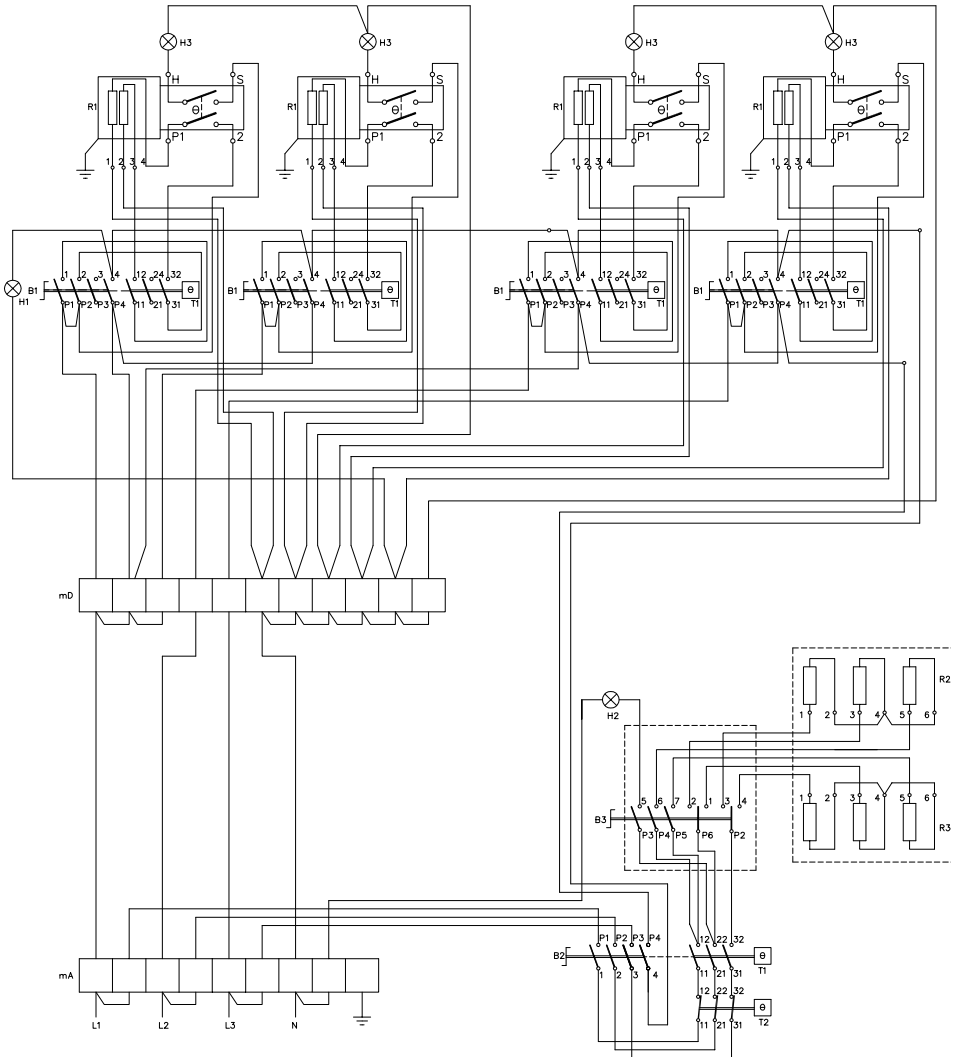 H3 H3 H3 H3
H S H S H S H S
R1 θ R1 θ R1 θ R1 θ
P1 2 P1 2 P1 2 P1 2
1 2 3 4 1 2 3 4 1 2 3 4 1 2 3 4
1 2 3 4 12 24 32 1 2 3 4 12 24 32 1 2 3 4 12 24 32 1 2 3 4 12 24 32
B1 θ B1 θ B1 θ B1 θ
H1 P1 P2 P3 P4 11 21 31 T1 P1 P2 P3 P4 11 21 31 T1 P1 P2 P3 P4 11 21 31 T1 P1 P2 P3 P4 11 21 31 T1
mD
R2
H2 1 2 3 4 5 6
5 6 7 2 1 3 4 1 2 3 4 5 6
B3 R3
P3 P4 P5 P6 P2
P1 P2 P3 P4 12 22 32
B2 θ
1 2 3 4 11 21 31 T1
mA
12 22 32
θ
L1 L2 L3 N 11 21 31 T2